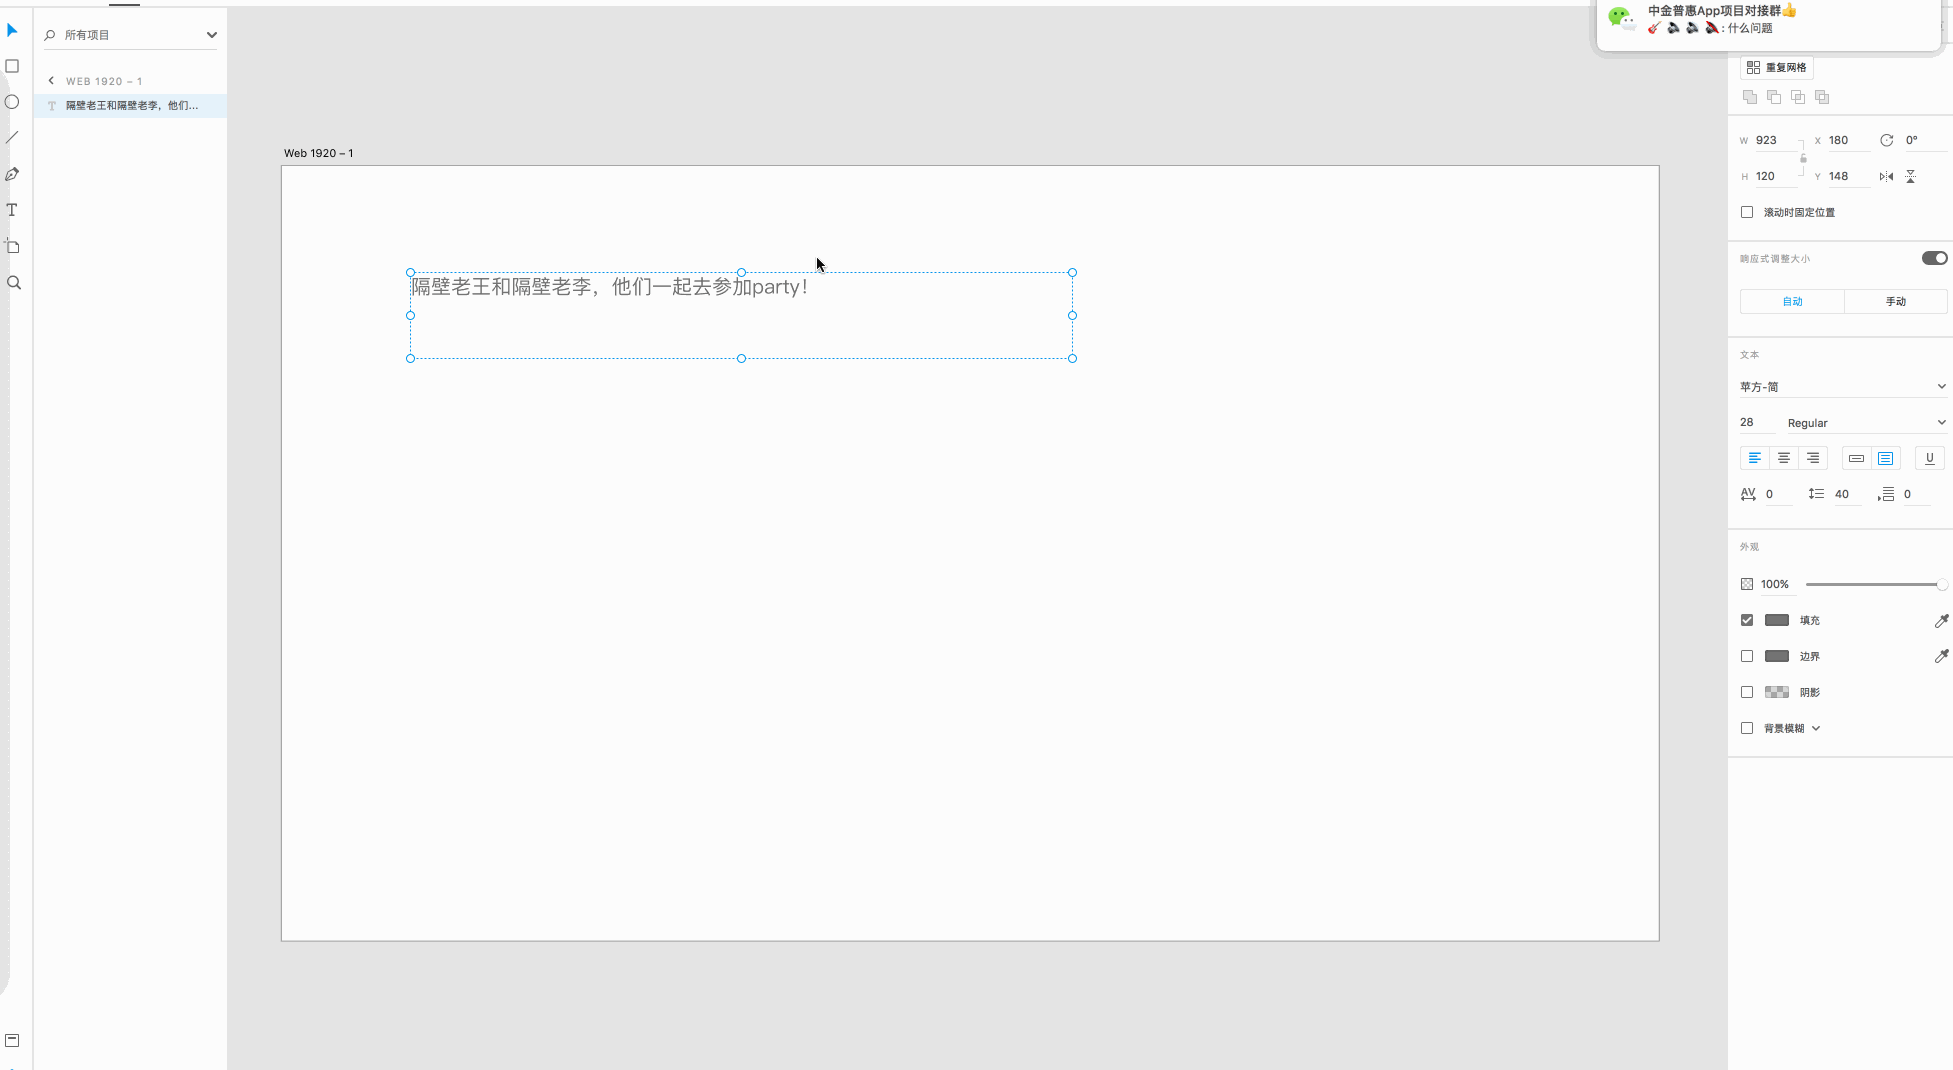 所有项目
WEB 1920 – 1
隔壁老王和隔壁老李，他们...
Web 1920 – 1
隔壁老王和隔壁老李，他们一起去参加party！
中金普惠App项目对接群👍
: 什么问题
重复网格
W 923 X 180 0°
H 120 Y 148
滚动时固定位置
响应式调整大小
自动 手动
文本
苹方-简
28 Regular
U
AV 0 40 0
外观
100%
填充
边界
阴影
背景模糊